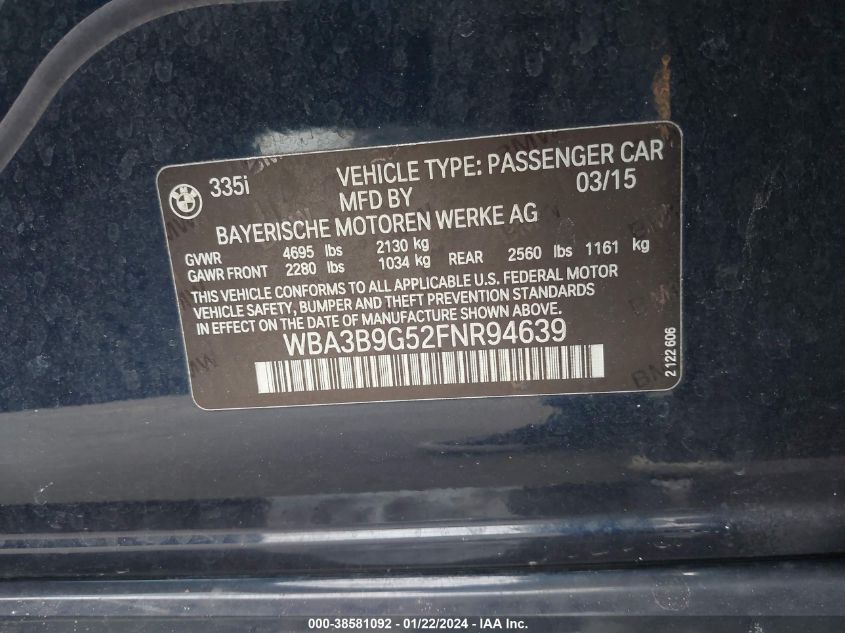 335i VEHICLE TYPE: PASSENGER CAR
MFD BY 03/15
BAYERISCHE MOTOREN WERKE AG
GVWR 4695 lbs 2130 kg
GAWR FRONT 2280 lbs 1034 kg REAR 2560 lbs 1161 kg
THIS VEHICLE CONFORMS TO ALL APPLICABLE U.S. FEDERAL MOTOR
VEHICLE SAFETY, BUMPER AND THEFT PREVENTION STANDARDS
IN EFFECT ON THE DATE OF MANUFACTURE SHOWN ABOVE.
WBA3B9G52FNR94639
2 122 606
000-38581092 - 01/22/2024 - IAA Inc.